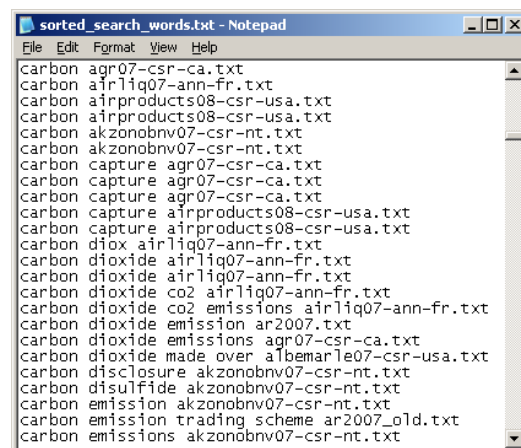 sorted_search_words.txt - Notepad
File Edit Format View Help
carbon agr07-csr-ca.txt
carbon airliq07-ann-fr.txt
carbon airproducts08-csr-usa.txt
carbon airproducts08-csr-usa.txt
carbon akzonobnv07-csr-nt.txt
carbon akzonobnv07-csr-nt.txt
carbon capture agr07-csr-ca.txt
carbon capture agr07-csr-ca.txt
carbon capture agr07-csr-ca.txt
carbon capture airproducts08-csr-usa.txt
carbon capture airproducts08-csr-usa.txt
carbon diox airliq07-ann-fr.txt
carbon dioxide airliq07-ann-fr.txt
carbon dioxide airliq07-ann-fr.txt
carbon dioxide co2 airliq07-ann-fr.txt
carbon dioxide co2 emissions airliq07-ann-fr.txt
carbon dioxide emission ar2007.txt
carbon dioxide emissions agr07-csr-ca.txt
carbon dioxide made over albemarle07-csr-usa.txt
carbon disclosure akzonobnv07-csr-nt.txt
carbon disulfide akzonobnv07-csr-nt.txt
carbon emission akzonobnv07-csr-nt.txt
carbon emission trading scheme ar2007_old.txt
carbon emissions akzonobnv07-csr-nt.txt